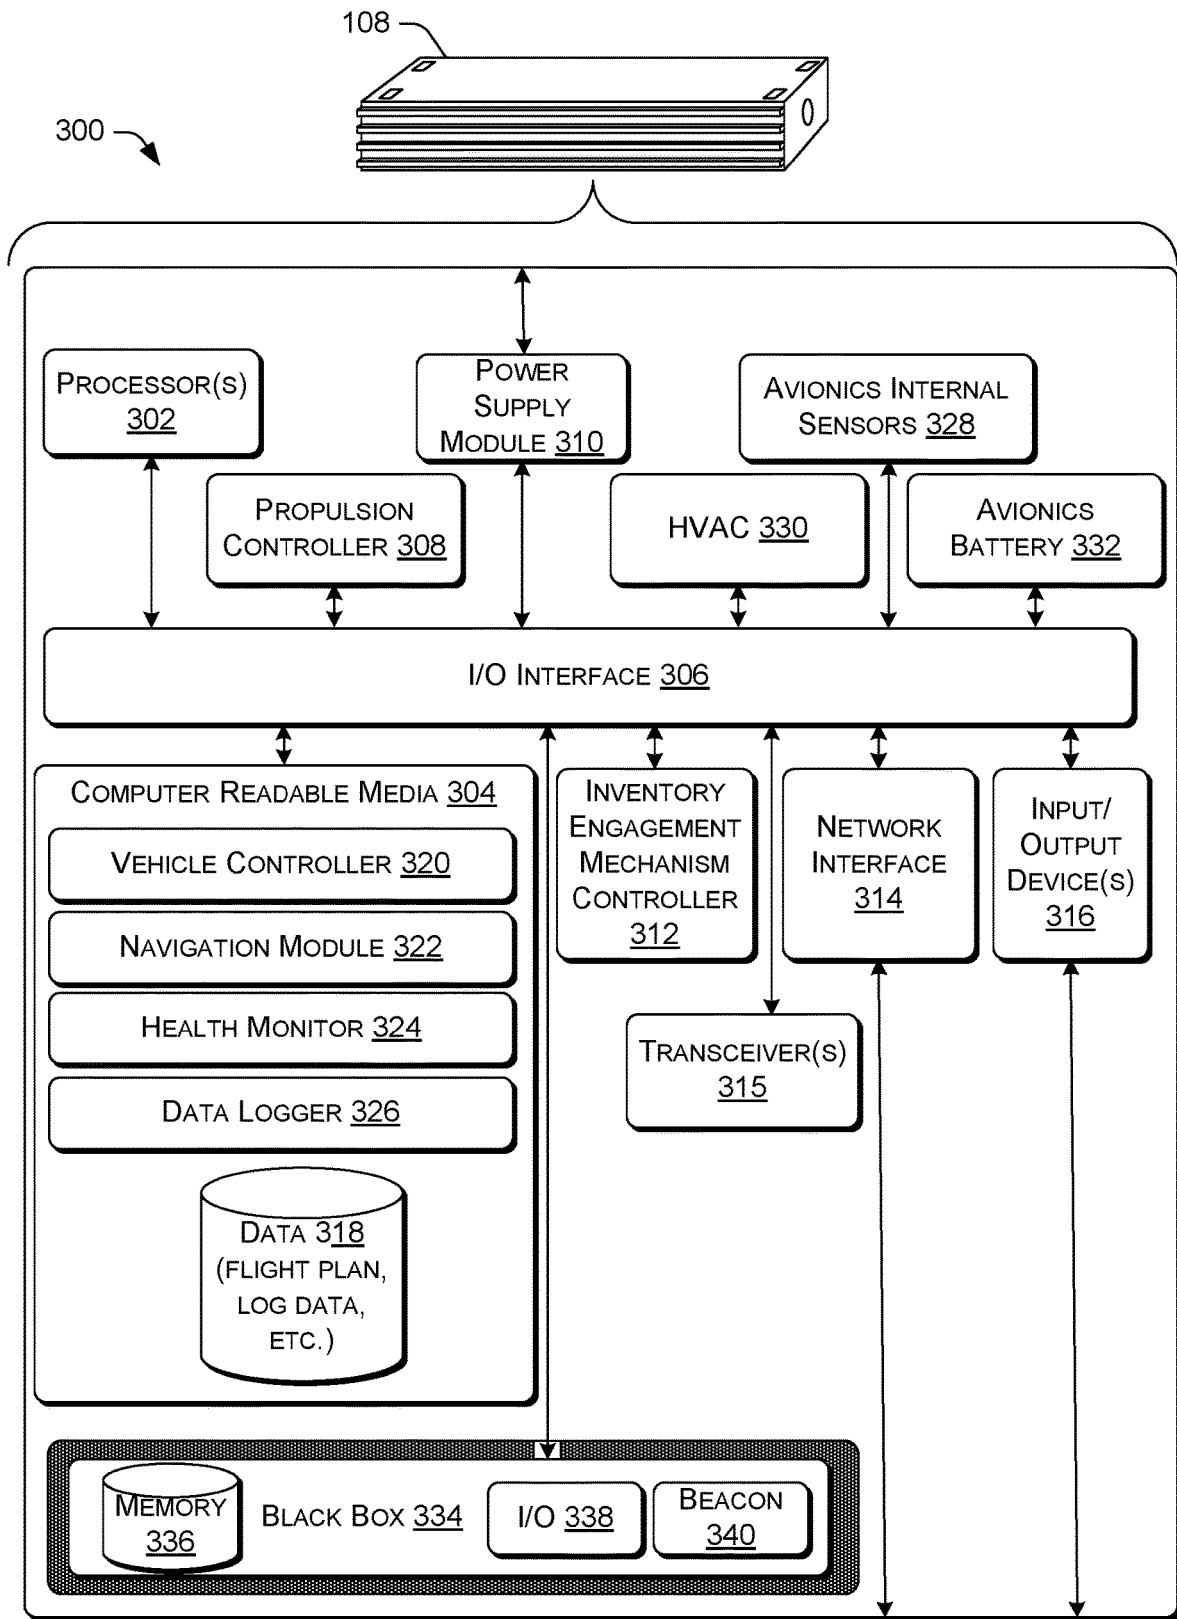 108
300
PROCESSOR(S)
302
POWER
SUPPLY
MODULE 310
AVIONICS INTERNAL
SENSORS 328
PROPULSION
CONTROLLER 308
HVAC 330
AVIONICS
BATTERY 332
I/O INTERFACE 306
COMPUTER READABLE MEDIA 304
VEHICLE CONTROLLER 320
NAVIGATION MODULE 322
HEALTH MONITOR 324
DATA LOGGER 326
DATA 318
(FLIGHT PLAN,
LOG DATA,
ETC.)
INVENTORY
ENGAGEMENT
MECHANISM
CONTROLLER
312
NETWORK
INTERFACE
314
INPUT/
OUTPUT
DEVICE(S)
316
TRANSCEIVER(S)
315
MEMORY
336
BLACK BOX 334
I/O 338
BEACON
340